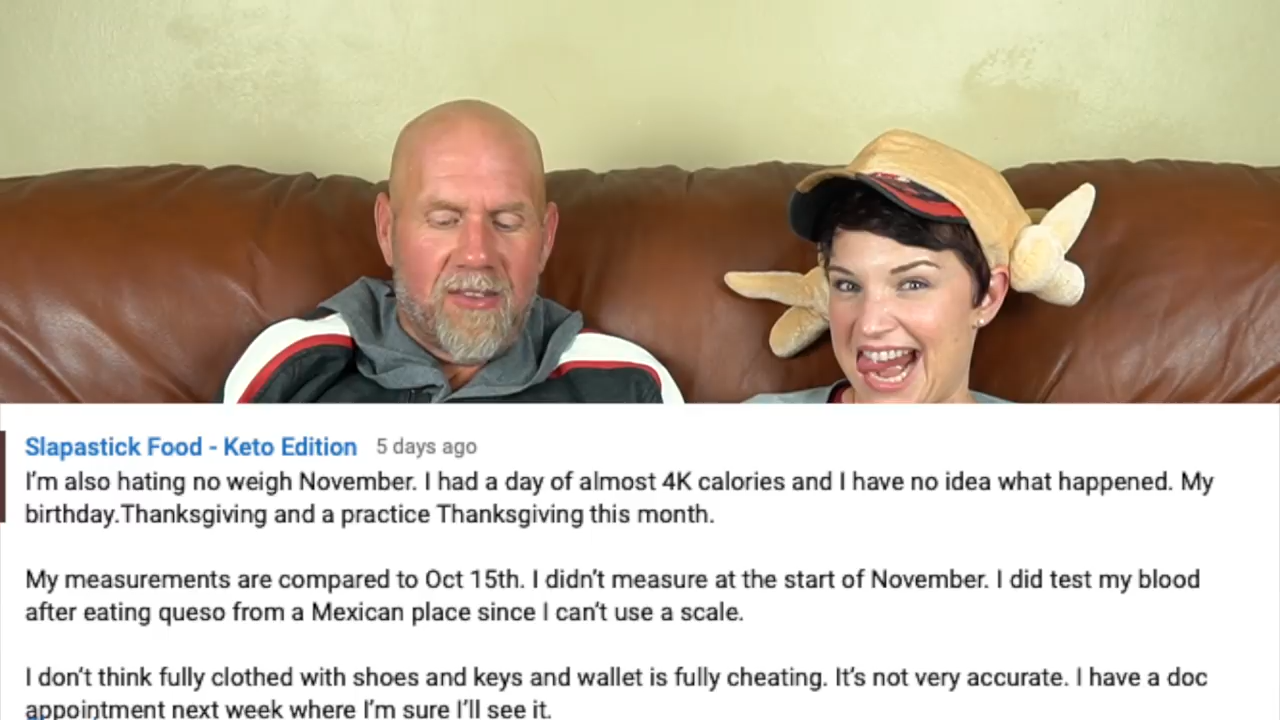 Slapastick Food - Keto Edition 5 days ago
I'm also hating no weigh November. I had a day of almost 4K calories and I have no idea what happened. My
birthday.Thanksgiving and a practice Thanksgiving this month.
My measurements are compared to Oct 15th. I didn't measure at the start of November. I did test my blood
after eating queso from a Mexican place since I can't use a scale.
I don't think fully clothed with shoes and keys and wallet is fully cheating. It's not very accurate. I have a doc
appointment next week where I'm sure I'll see it.